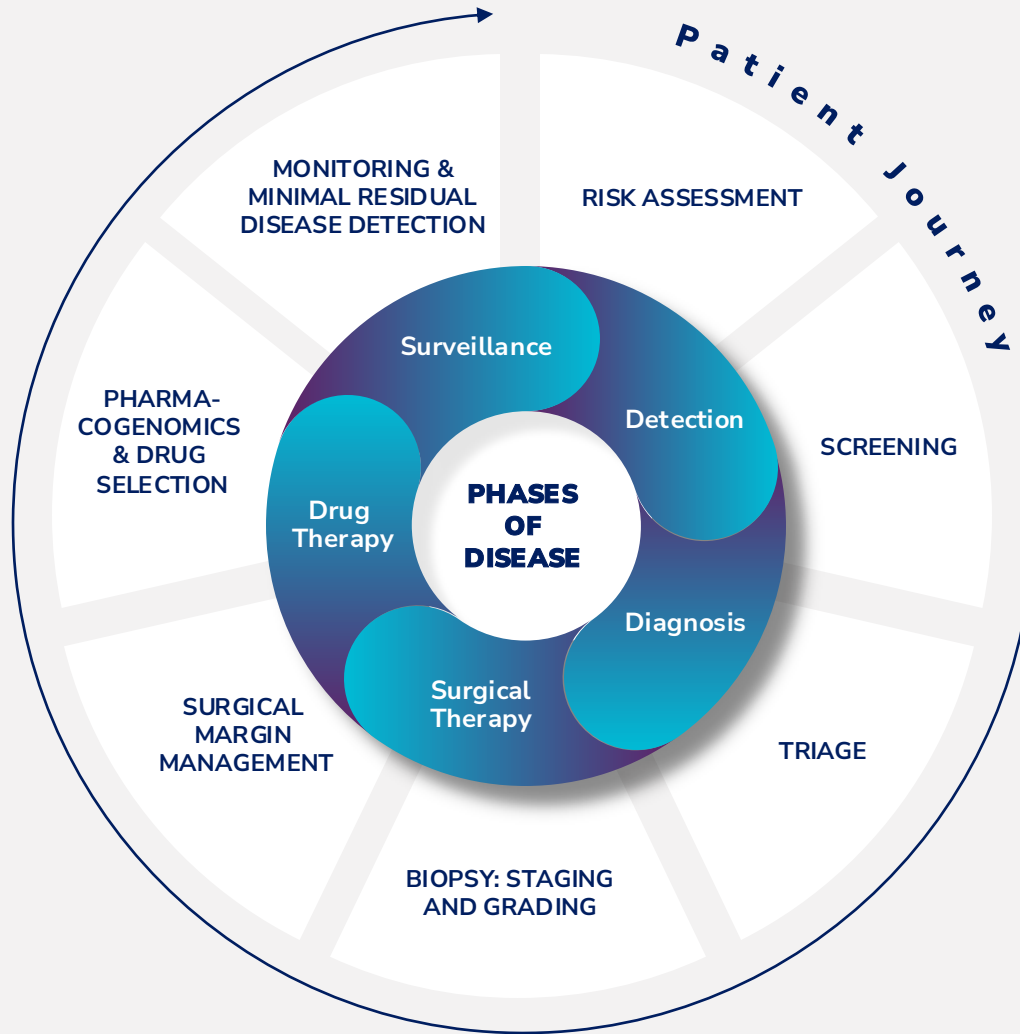 Patient Journey
RISK ASSESSMENT
SCREENING
TRIAGE
BIOPSY: STAGING
AND GRADING
SURGICAL
MARGIN
MANAGEMENT
PHARMA-
COGENOMICS
& DRUG
SELECTION
MONITORING &
MINIMAL RESIDUAL
DISEASE DETECTION
Detection
Diagnosis
Surgical
Therapy
Drug
Therapy
Surveillance
PHASES
OF
DISEASE